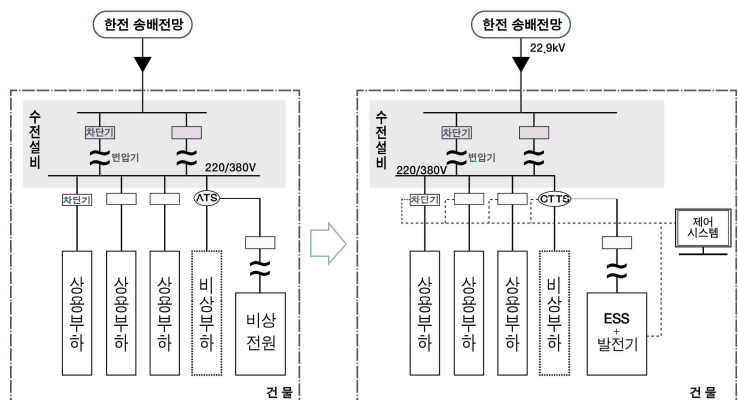 한전 송배전망
수전설비
차단기
변압기
220/380V
차단기
ATS
상용부하
상용부하
상용부하
비상부하
비상
전원
건 물
한전 송배전망
22.9kV
수전설비
차단기
변압기
220/380V
차단기
CTTS
제어
시스템
상용부하
상용부하
상용부하
비상부하
ESS
+
발전기
건 물